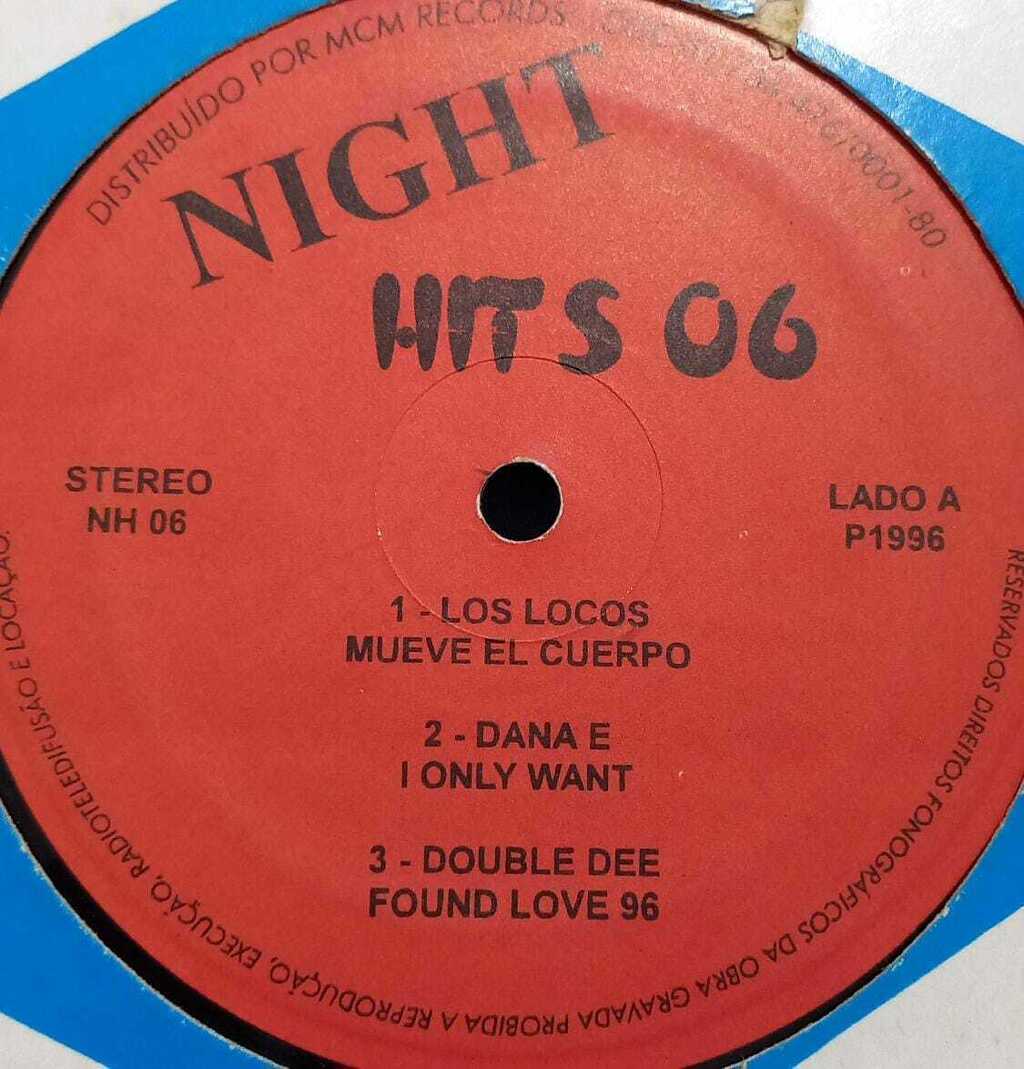 DISTRIBUÍDO POR MCM RECORDS
/0001-80
NIGHT
HITS 06
STEREO
NH 06
LADO A
P1996
1 - LOS LOCOS
MUEVE EL CUERPO
2 - DANA E
I ONLY WANT
3 - DOUBLE DEE
FOUND LOVE 96
RESERVADOS DIREITOS FONOGRÁFICOS DA OBRA GRAVADA PROBIDA A REPRODUÇÃO, EXECUÇÃO, RADIOTELEDIFUSÃO E LOCAÇÃO.